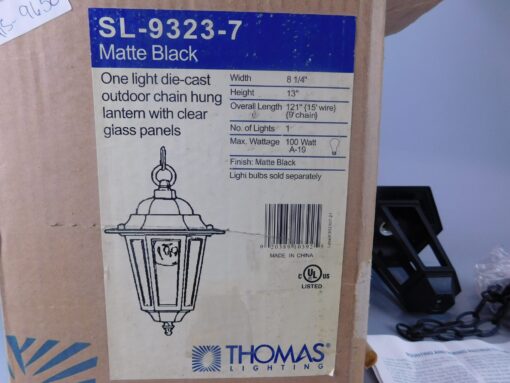 SL-9323-7
Matte Black
One light die-cast
outdoor chain hung
lantern with clear
glass panels
Width 8 1/4"
Height 13"
Overall Length 121" (15' wire)
(9' chain)
No. of Lights 1
Max. Wattage 100 Watt
A-19
Finish: Matte Black
Light bulbs sold separately
MADE IN CHINA
C UL US
LISTED
THOMAS
LIGHTING